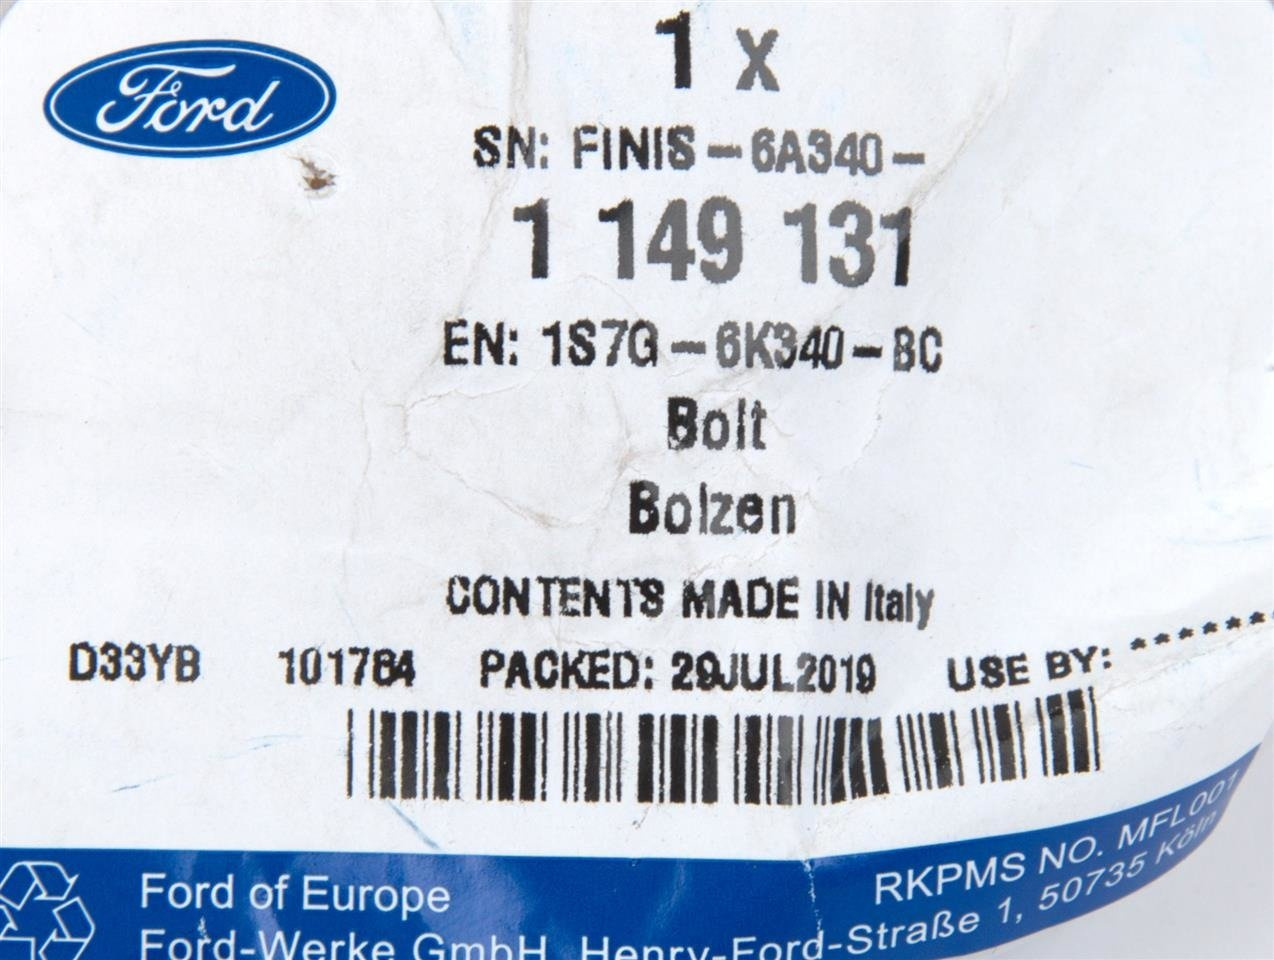 Ford
1 x
SN: FINIS-6A340-
1 149 131
EN: 1S7G-6K340-BC
Bolt
Bolzen
CONTENTS MADE IN Italy
D33YB 101764 PACKED: 29JUL2019 USE BY: *******
RKPMS NO. MFL001
Ford of Europe
Ford-Werke GmbH, Henry-Ford-Straße 1, 50735 Köln